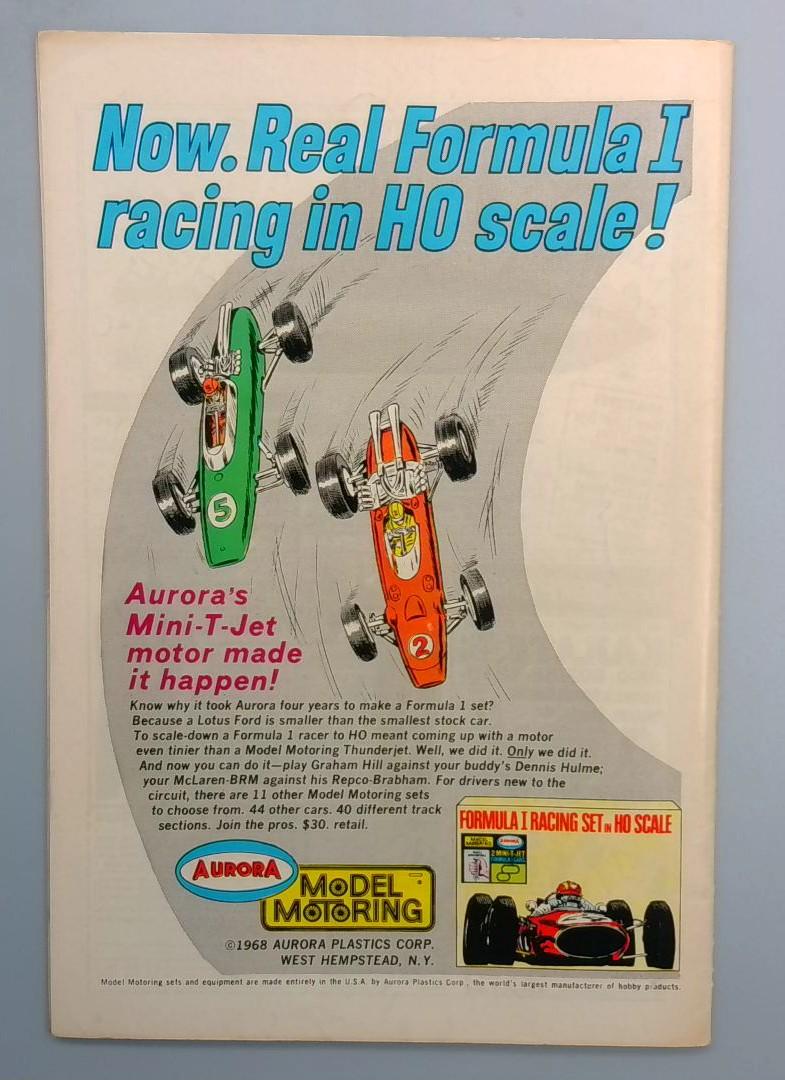 Now. Real Formula I
racing in HO scale!
5
2
Aurora's
Mini-T-Jet
motor made
it happen!
Know why it took Aurora four years to make a Formula 1 set?
Because a Lotus Ford is smaller than the smallest stock car.
To scale-down a Formula 1 racer to HO meant coming up with a motor
even tinier than a Model Motoring Thunderjet. Well, we did it. Only we did it.
And now you can do it—play Graham Hill against your buddy's Dennis Hulme;
your McLaren-BRM against his Repco-Brabham. For drivers new to the
circuit, there are 11 other Model Motoring sets
to choose from. 44 other cars. 40 different track
sections. Join the pros. $30. retail.
FORMULA I RACING SET IN HO SCALE
MODEL MOTORING
AURORA
2 MINI-T-JET
AURORA
MODEL
MOTORING
©1968 AURORA PLASTICS CORP.
WEST HEMPSTEAD, N.Y.
Model Motoring sets and equipment are made entirely in the U.S.A. by Aurora Plastics Corp., the world's largest manufacturer of hobby products.